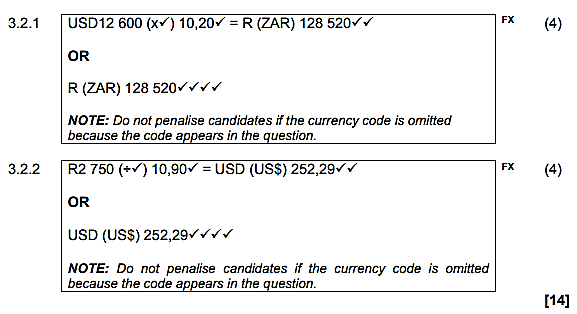 3.2.1 USD12 600 (x✓) 10,20✓ = R (ZAR) 128 520✓✓ FX (4)
OR
R (ZAR) 128 520✓✓✓✓
NOTE: Do not penalise candidates if the currency code is omitted
because the code appears in the question.
3.2.2 R2 750 (÷✓) 10,90✓ = USD (US$) 252,29✓✓ FX (4)
OR
USD (US$) 252,29✓✓✓✓
NOTE: Do not penalise candidates if the currency code is omitted
because the code appears in the question.
[14]